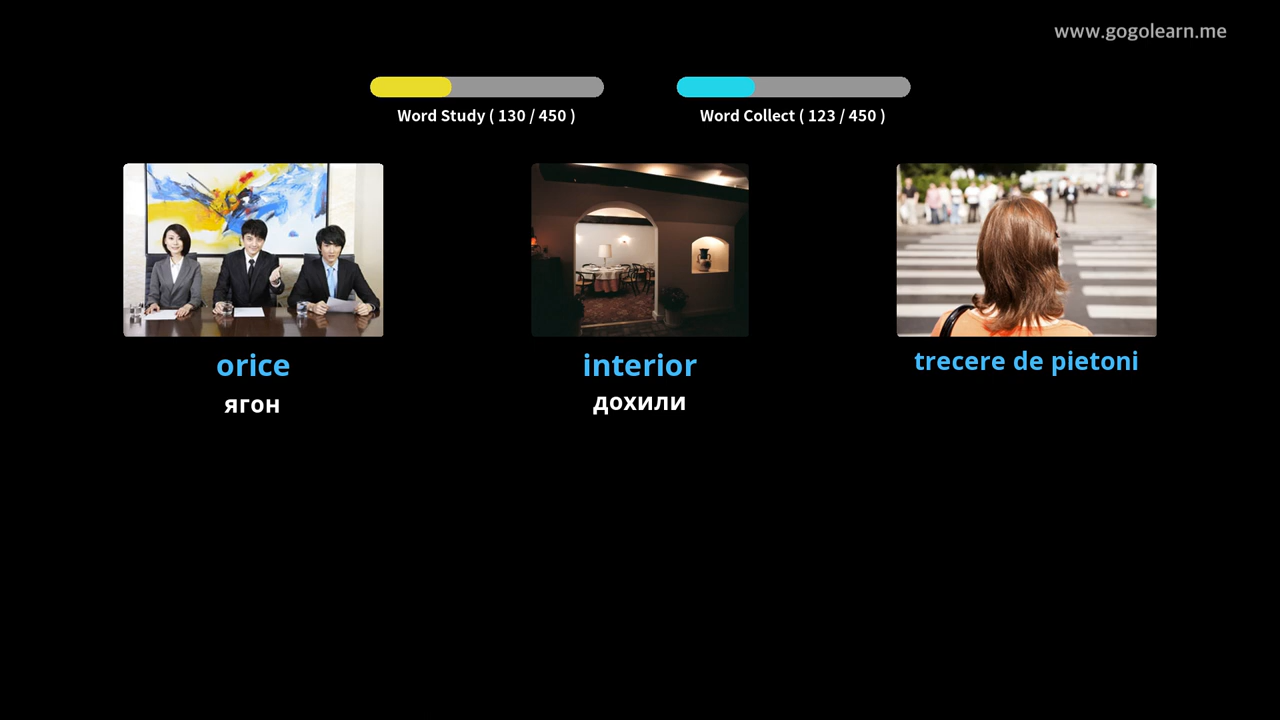 www.gogolearn.me
Word Study ( 130 / 450 )
Word Collect ( 123 / 450 )
orice
ягон
interior
дохили
trecere de pietoni